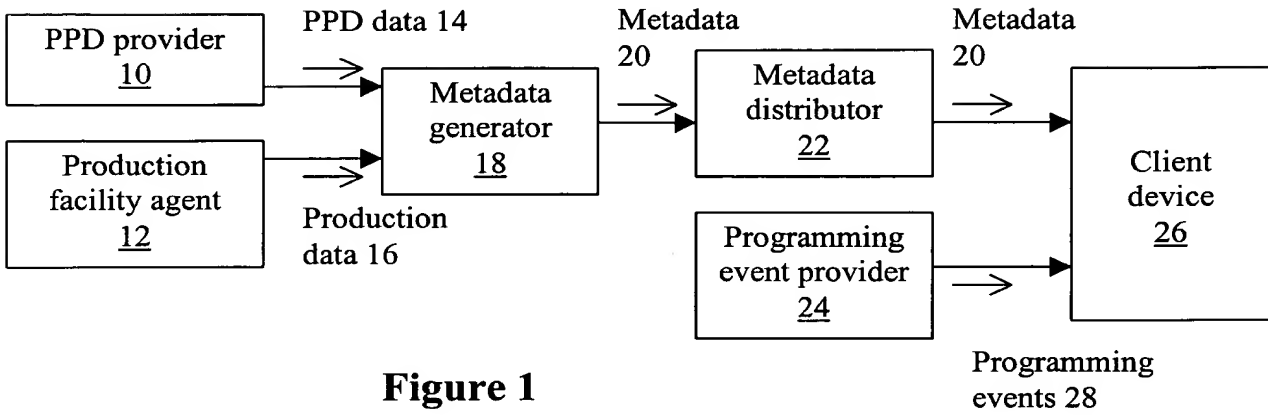 PPD provider
10
PPD data 14
Production
facility agent
12
Production
data 16
Metadata
generator
18
Metadata
20
Metadata
distributor
22
Metadata
20
Programming
event provider
24
Programming
events 28
Client
device
26
Figure 1